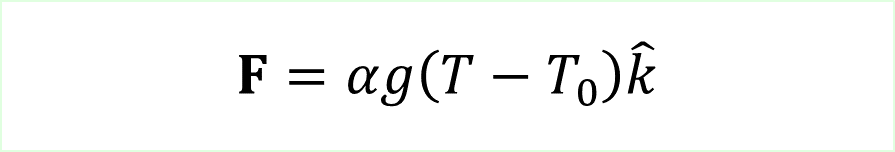 𝐅 = 𝛼𝑔(𝑇 − 𝑇₀)𝑘̂